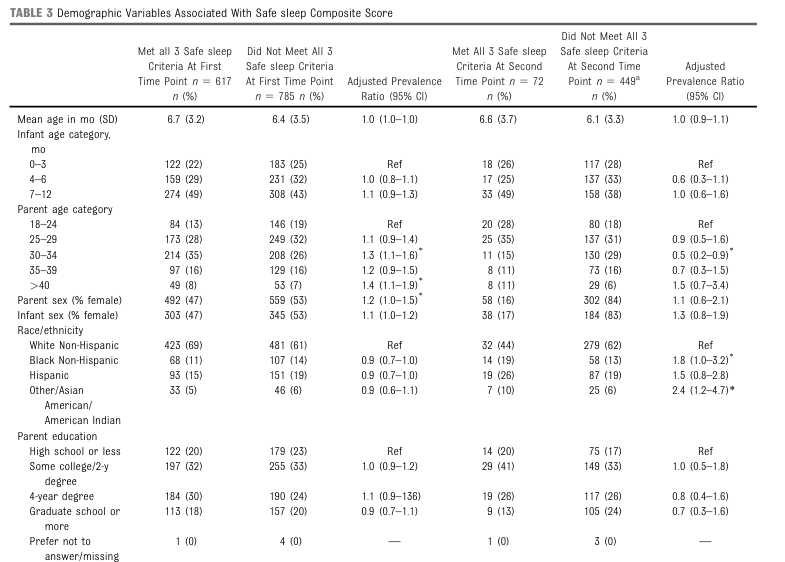 TABLE 3 Demographic Variables Associated With Safe sleep Composite Score
Met all 3 Safe sleep Criteria At First Time Point n = 617 n (%)
Did Not Meet All 3 Safe sleep Criteria At First Time Point n = 785 n (%)
Adjusted Prevalence Ratio (95% CI)
Met All 3 Safe sleep Criteria At Second Time Point n = 72 n (%)
Did Not Meet All 3 Safe sleep Criteria At Second Time Point n = 449a n (%)
Adjusted Prevalence Ratio (95% CI)
Mean age in mo (SD) 6.7 (3.2) 6.4 (3.5) 1.0 (1.0–1.0) 6.6 (3.7) 6.1 (3.3) 1.0 (0.9–1.1)
Infant age category,
mo
0–3 122 (22) 183 (25) Ref 18 (26) 117 (28) Ref
4–6 159 (29) 231 (32) 1.0 (0.8–1.1) 17 (25) 137 (33) 0.6 (0.3–1.1)
7–12 274 (49) 308 (43) 1.1 (0.9–1.3) 33 (49) 158 (38) 1.0 (0.6–1.6)
Parent age category
18–24 84 (13) 146 (19) Ref 20 (28) 80 (18) Ref
25–29 173 (28) 249 (32) 1.1 (0.9–1.4) 25 (35) 137 (31) 0.9 (0.5–1.6)
30–34 214 (35) 208 (26) 1.3 (1.1–1.6)* 11 (15) 130 (29) 0.5 (0.2–0.9)*
35–39 97 (16) 129 (16) 1.2 (0.9–1.5) 8 (11) 73 (16) 0.7 (0.3–1.5)
>40 49 (8) 53 (7) 1.4 (1.1–1.9)* 8 (11) 29 (6) 1.5 (0.7–3.4)
Parent sex (% female) 492 (47) 559 (53) 1.2 (1.0–1.5)* 58 (16) 302 (84) 1.1 (0.6–2.1)
Infant sex (% female) 303 (47) 345 (53) 1.1 (1.0–1.2) 38 (17) 184 (83) 1.3 (0.8–1.9)
Race/ethnicity
White Non-Hispanic 423 (69) 481 (61) Ref 32 (44) 279 (62) Ref
Black Non-Hispanic 68 (11) 107 (14) 0.9 (0.7–1.0) 14 (19) 58 (13) 1.8 (1.0–3.2)*
Hispanic 93 (15) 151 (19) 0.9 (0.7–1.0) 19 (26) 87 (19) 1.5 (0.8–2.8)
Other/Asian 33 (5) 46 (6) 0.9 (0.6–1.1) 7 (10) 25 (6) 2.4 (1.2–4.7)*
American/
American Indian
Parent education
High school or less 122 (20) 179 (23) Ref 14 (20) 75 (17) Ref
Some college/2-y 197 (32) 255 (33) 1.0 (0.9–1.2) 29 (41) 149 (33) 1.0 (0.5–1.8)
degree
4-year degree 184 (30) 190 (24) 1.1 (0.9–136) 19 (26) 117 (26) 0.8 (0.4–1.6)
Graduate school or 113 (18) 157 (20) 0.9 (0.7–1.1) 9 (13) 105 (24) 0.7 (0.3–1.6)
more
Prefer not to 1 (0) 4 (0) — 1 (0) 3 (0) —
answer/missing